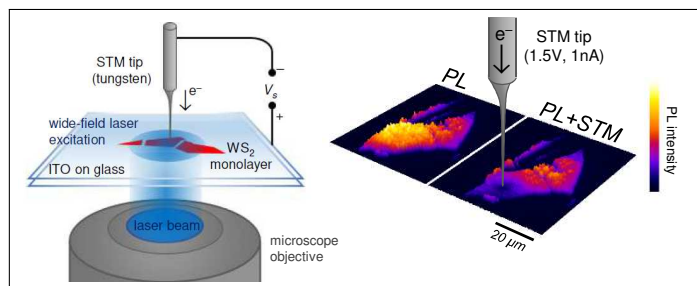 STM tip
(tungsten)
e⁻
−
Vₛ
+
wide-field laser
excitation
WS₂
monolayer
ITO on glass
laser beam
microscope
objective
e⁻
STM tip
(1.5V, 1nA)
PL
PL+STM
PL intensity
20 µm